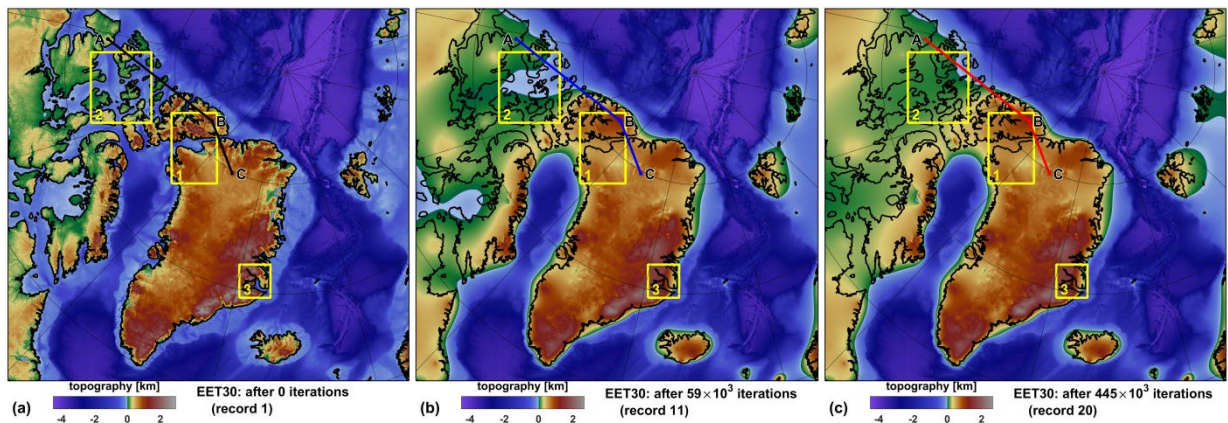 A
2
B
1
C
3
A
2
B
1
C
3
A
2
B
1
C
3
topography [km]
EET30: after 0 iterations
(a)
(record 1)
-4 -2 0 2
topography [km]
EET30: after 59×10³ iterations
(b)
(record 11)
-4 -2 0 2
topography [km]
EET30: after 445×10³ iterations
(c)
(record 20)
-4 -2 0 2